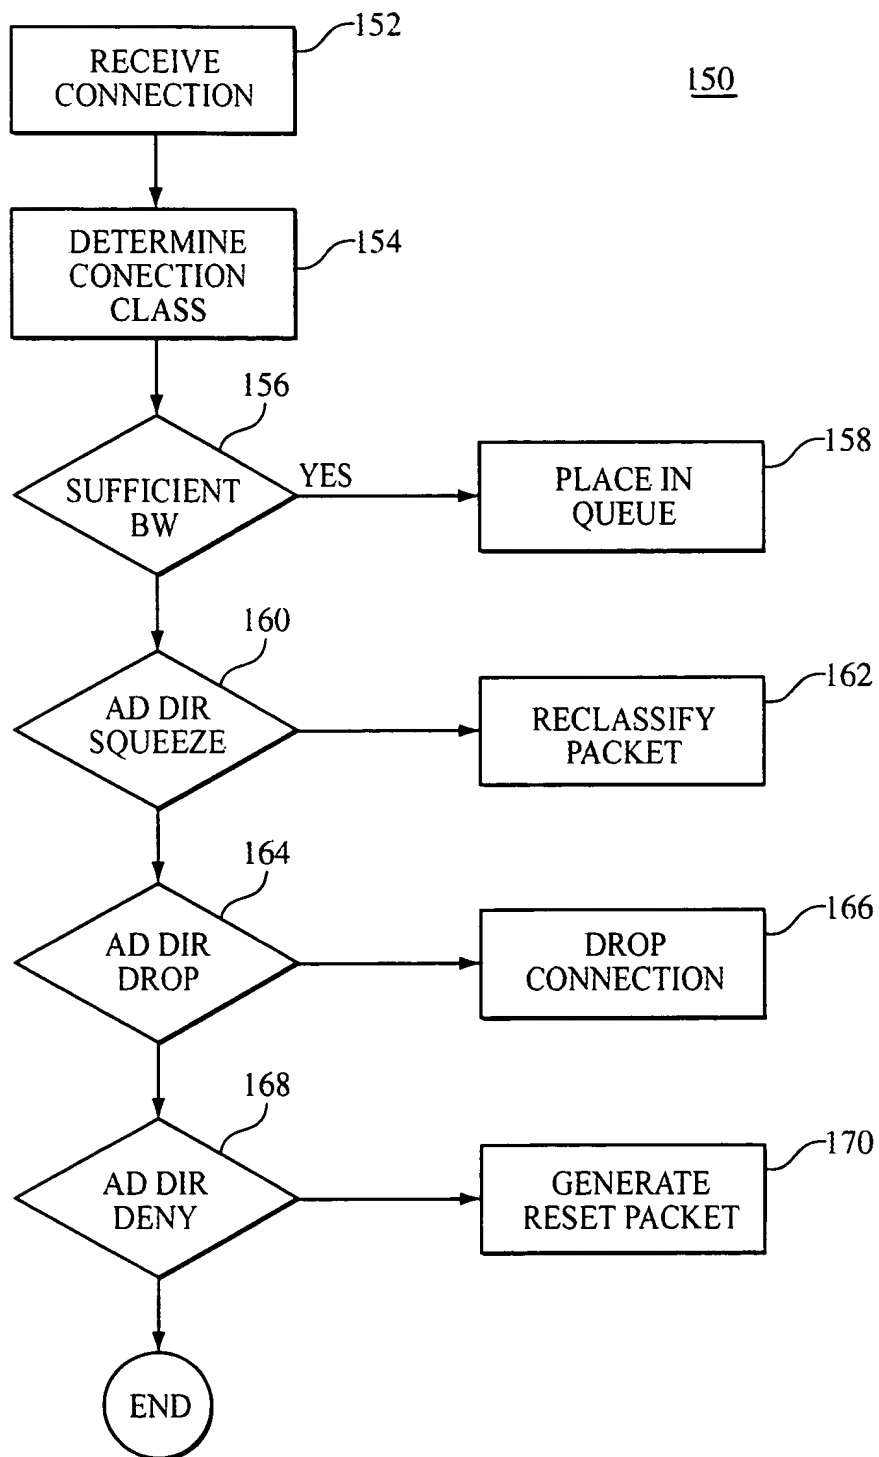 152
RECEIVE
CONNECTION
150
DETERMINE
CONECTION
CLASS
154
156
SUFFICIENT
BW
YES
PLACE IN
QUEUE
158
160
AD DIR
SQUEEZE
RECLASSIFY
PACKET
162
164
AD DIR
DROP
DROP
CONNECTION
166
168
AD DIR
DENY
GENERATE
RESET PACKET
170
END